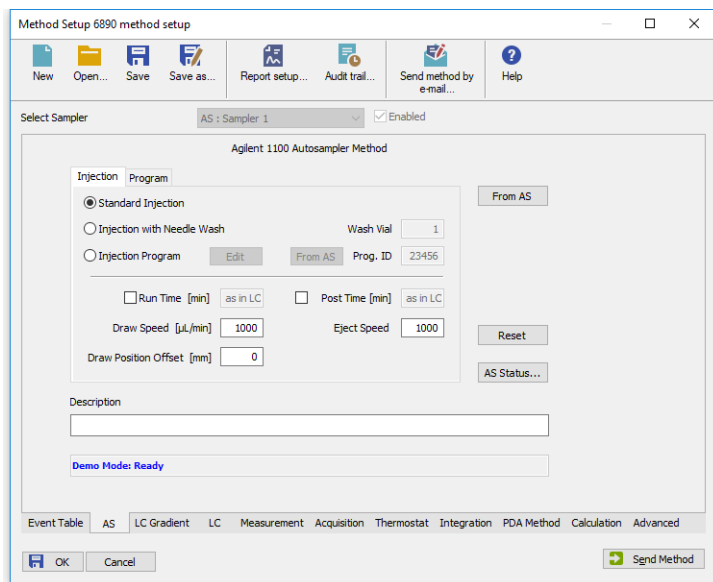 Method Setup 6890 method setup
New Open... Save Save as... Report setup... Audit trail... Send method by e-mail... Help
Select Sampler AS : Sampler 1 Enabled
Agilent 1100 Autosampler Method
Injection Program
Standard Injection From AS
Injection with Needle Wash Wash Vial 1
Injection Program Edit From AS Prog. ID 23456
Run Time [min] as in LC Post Time [min] as in LC
Draw Speed [µL/min] 1000 Eject Speed 1000
Reset
Draw Position Offset [mm] 0
AS Status...
Description
Demo Mode: Ready
Event Table AS LC Gradient LC Measurement Acquisition Thermostat Integration PDA Method Calculation Advanced
OK Cancel Send Method